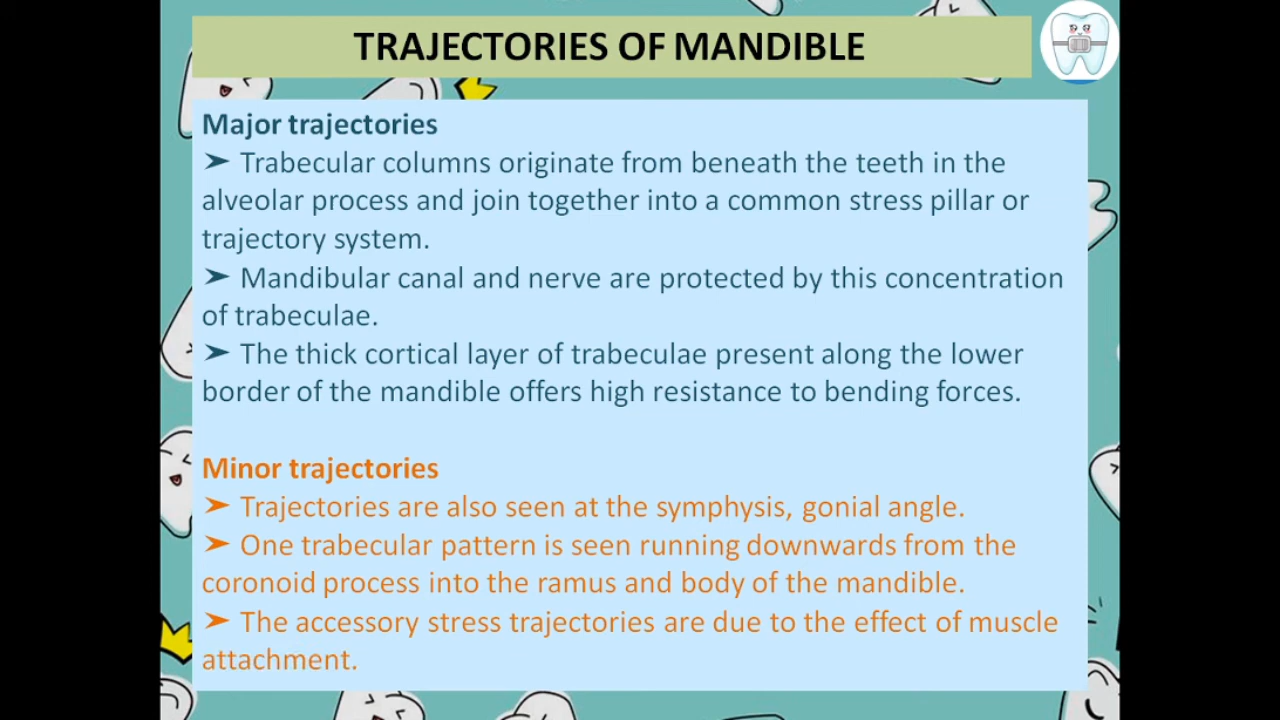 TRAJECTORIES OF MANDIBLE
Major trajectories
➤ Trabecular columns originate from beneath the teeth in the
alveolar process and join together into a common stress pillar or
trajectory system.
➤ Mandibular canal and nerve are protected by this concentration
of trabeculae.
➤ The thick cortical layer of trabeculae present along the lower
border of the mandible offers high resistance to bending forces.
Minor trajectories
➤ Trajectories are also seen at the symphysis, gonial angle.
➤ One trabecular pattern is seen running downwards from the
coronoid process into the ramus and body of the mandible.
➤ The accessory stress trajectories are due to the effect of muscle
attachment.